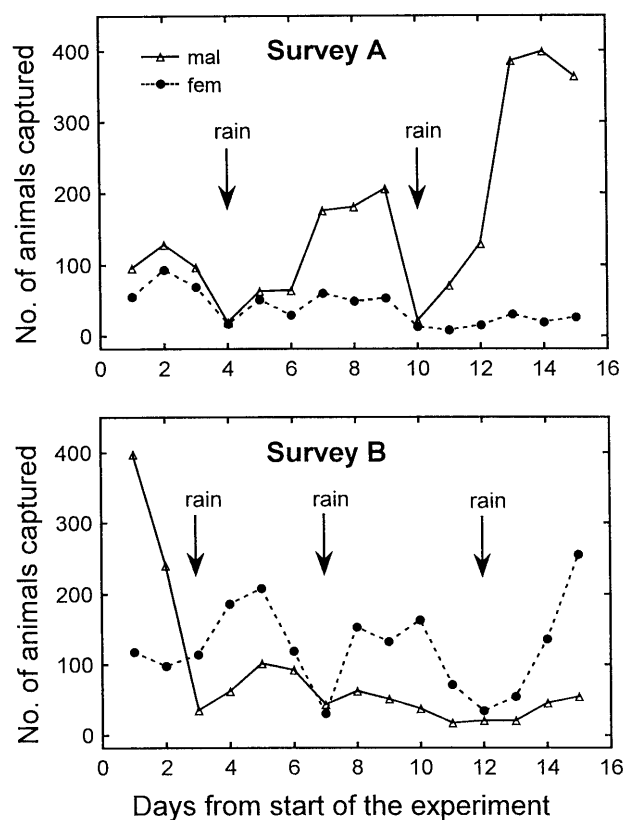 Survey A
mal
fem
rain
rain
No. of animals captured
400
300
200
100
0
0 2 4 6 8 10 12 14 16
Survey B
rain
rain
rain
No. of animals captured
400
300
200
100
0
0 2 4 6 8 10 12 14 16
Days from start of the experiment